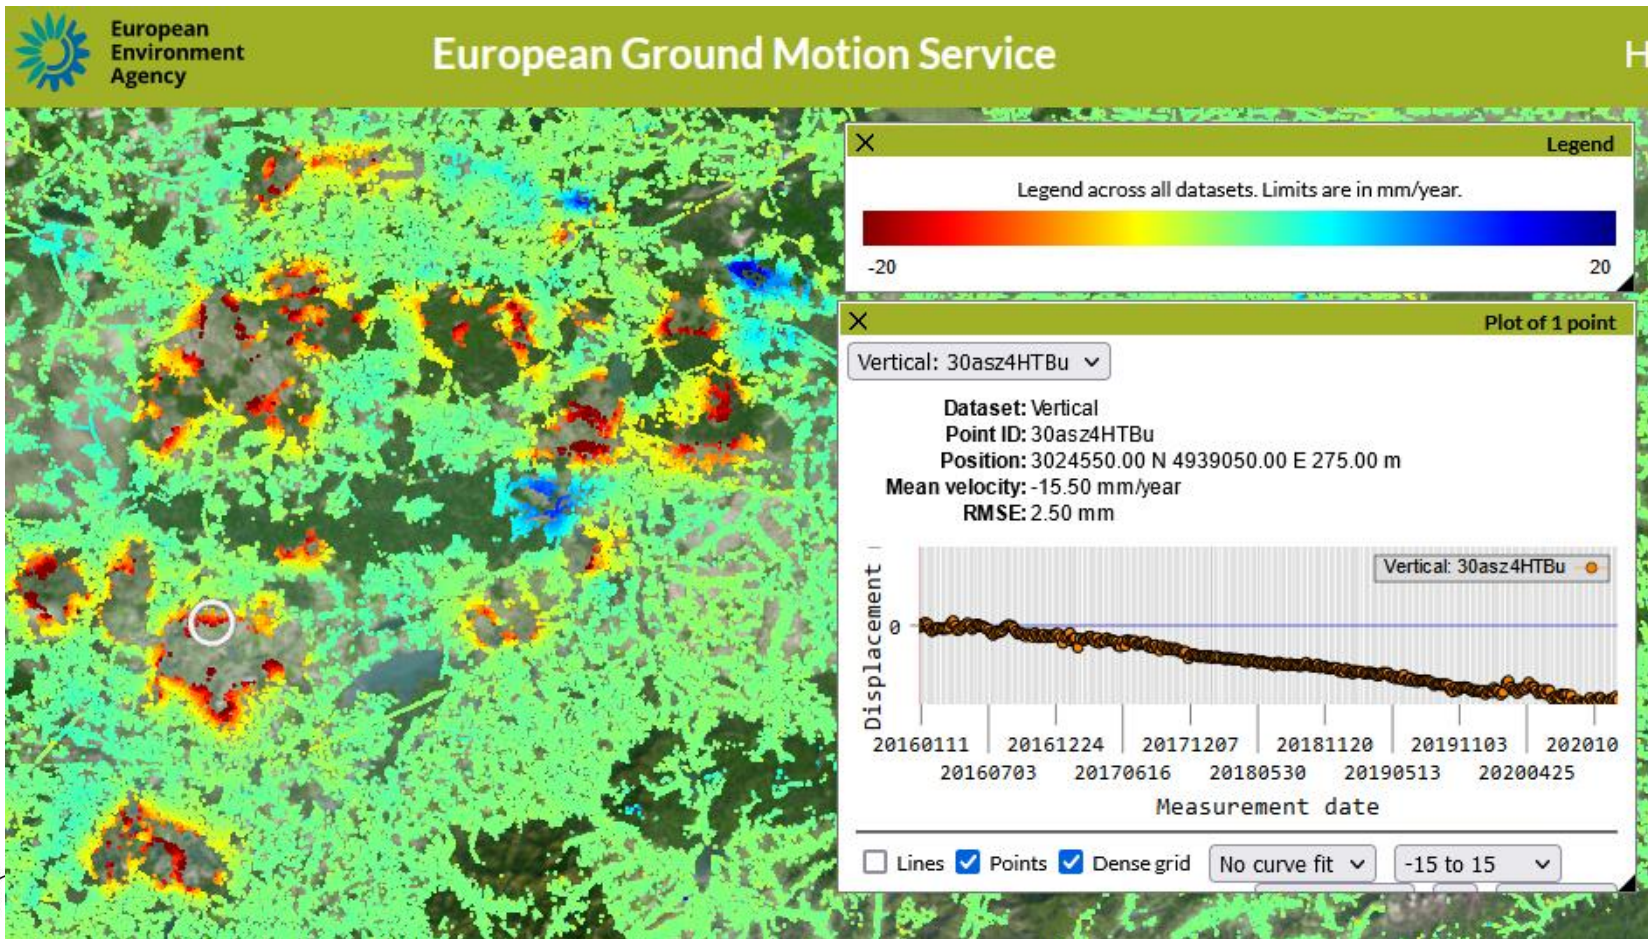 European
Environment
Agency
European Ground Motion Service
H
Legend
Legend across all datasets. Limits are in mm/year.
-20
20
Plot of 1 point
Vertical: 30asz4HTBu
Dataset: Vertical
Point ID: 30asz4HTBu
Position: 3024550.00 N 4939050.00 E 275.00 m
Mean velocity: -15.50 mm/year
RMSE: 2.50 mm
Vertical: 30asz4HTBu
Displacement
0
20160111 20161224 20171207 20181120 20191103 202010
20160703 20170616 20180530 20190513 20200425
Measurement date
Lines Points Dense grid No curve fit -15 to 15